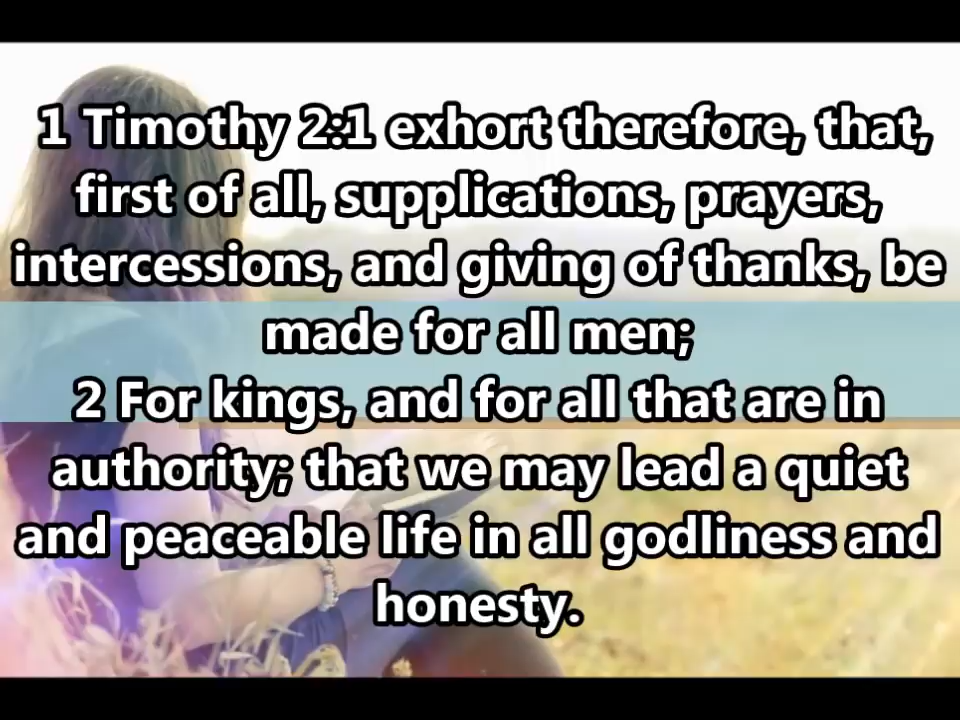 1 Timothy 2:1 exhort therefore, that,
first of all, supplications, prayers,
intercessions, and giving of thanks, be
made for all men;
2 For kings, and for all that are in
authority; that we may lead a quiet
and peaceable life in all godliness and
honesty.